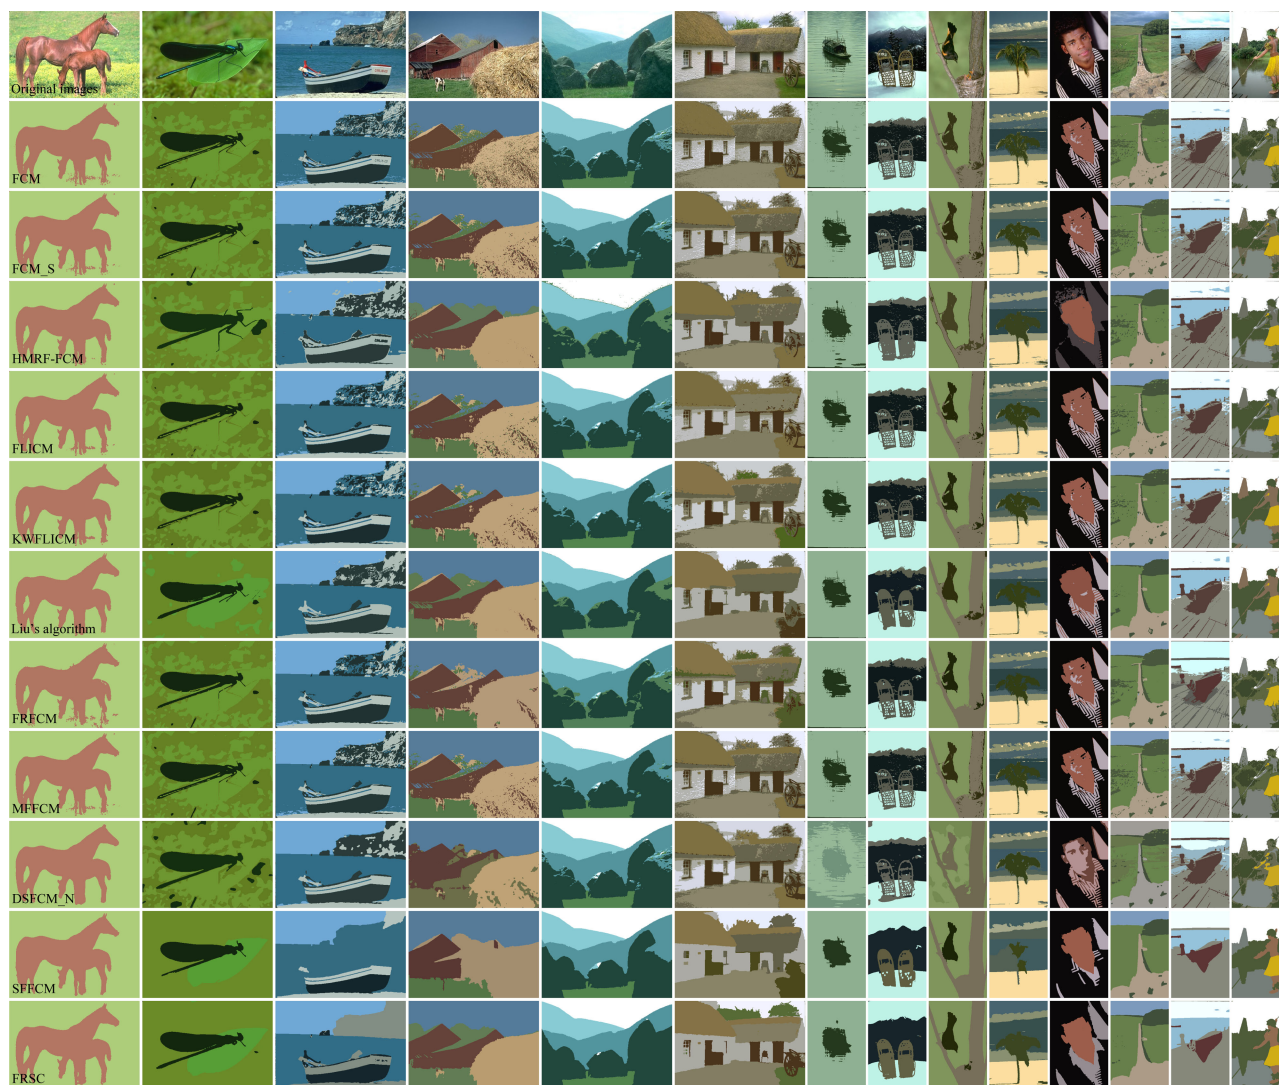 Original images
FCM
FCM_S
HMRF-FCM
FLICM
KWFLICM
Liu's algorithm
FRFCM
MFFCM
DSFCM_N
SFFCM
FRSC